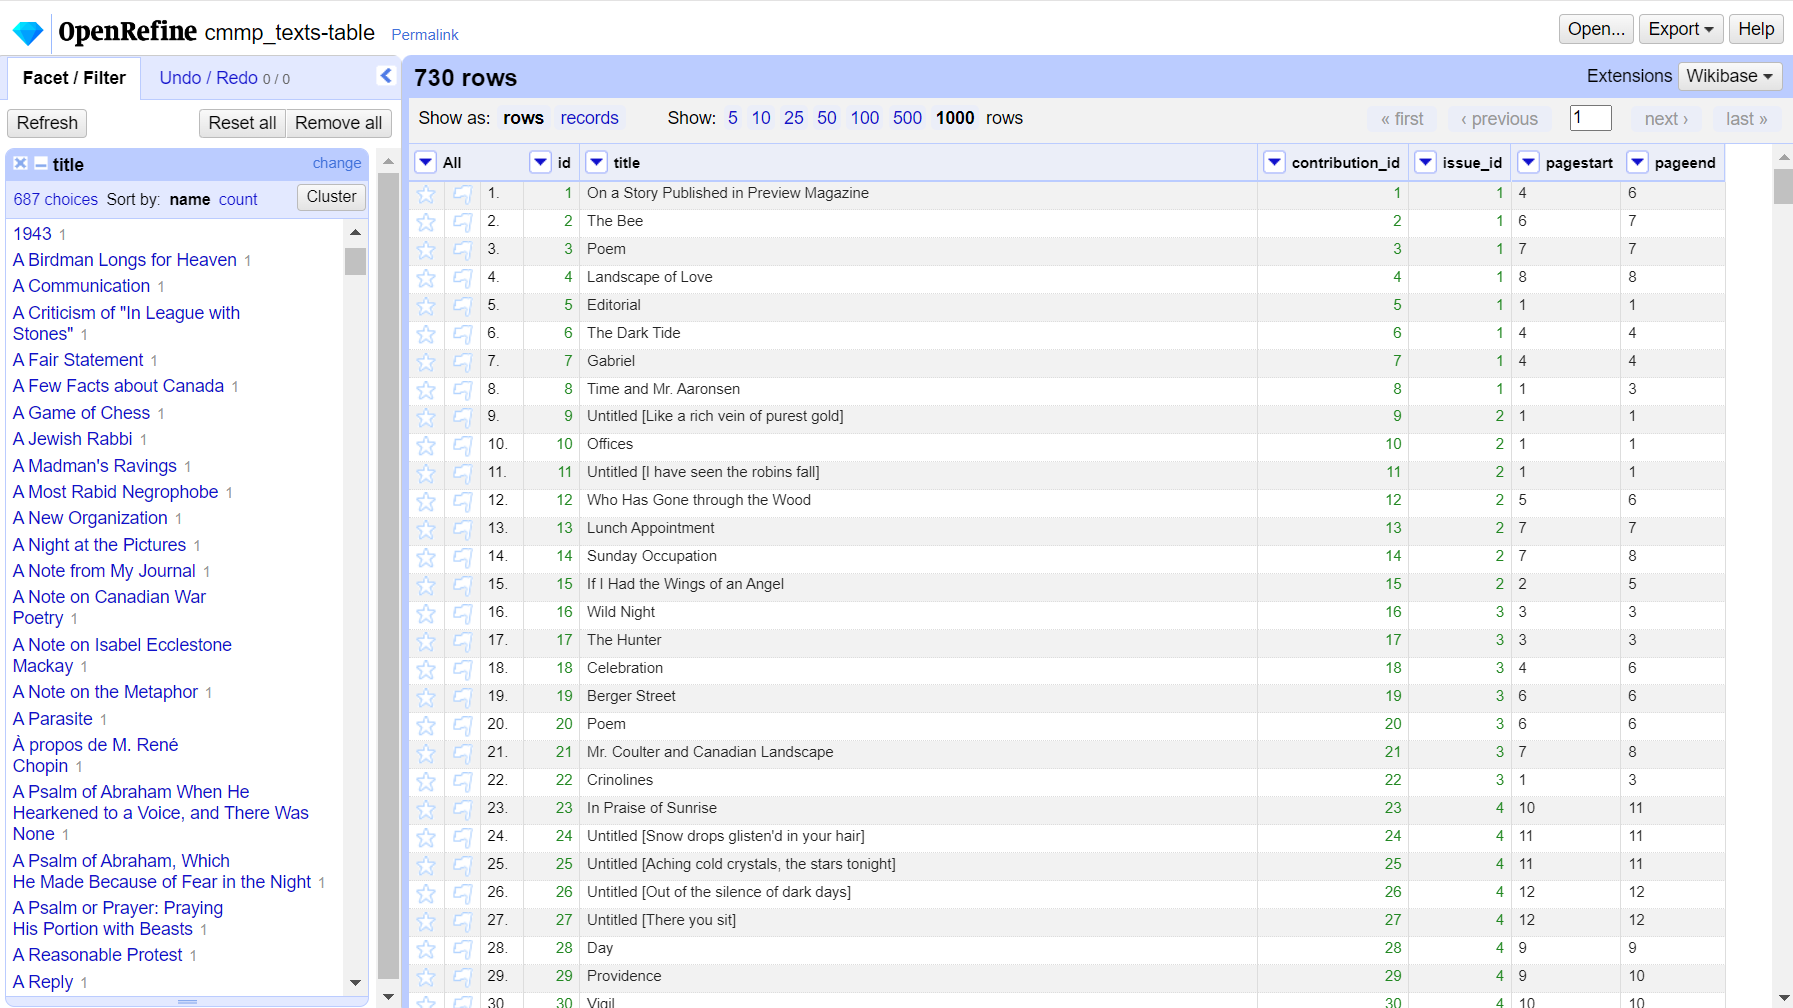 OpenRefine cmmp_texts-table Permalink Open... Export Help
Facet / Filter Undo / Redo 0 / 0
Refresh Reset all Remove all
title change
687 choices Sort by: name count Cluster
1943 1
A Birdman Longs for Heaven 1
A Communication 1
A Criticism of "In League with
Stones" 1
A Fair Statement 1
A Few Facts about Canada 1
A Game of Chess 1
A Jewish Rabbi 1
A Madman's Ravings 1
A Most Rabid Negrophobe 1
A New Organization 1
A Night at the Pictures 1
A Note from My Journal 1
A Note on Canadian War
Poetry 1
A Note on Isabel Ecclestone
Mackay 1
A Note on the Metaphor 1
A Parasite 1
À propos de M. René
Chopin 1
A Psalm of Abraham When He
Hearkened to a Voice, and There Was
None 1
A Psalm of Abraham, Which
He Made Because of Fear in the Night 1
A Psalm or Prayer: Praying
His Portion with Beasts 1
A Reasonable Protest 1
A Reply 1
730 rows Extensions Wikibase
Show as: rows records Show: 5 10 25 50 100 500 1000 rows « first ‹ previous 1 next › last »
All id title contribution_id issue_id pagestart pageend
1. 1 On a Story Published in Preview Magazine 1 1 4 6
2. 2 The Bee 2 1 6 7
3. 3 Poem 3 1 7 7
4. 4 Landscape of Love 4 1 8 8
5. 5 Editorial 5 1 1 1
6. 6 The Dark Tide 6 1 4 4
7. 7 Gabriel 7 1 4 4
8. 8 Time and Mr. Aaronsen 8 1 1 3
9. 9 Untitled [Like a rich vein of purest gold] 9 2 1 1
10. 10 Offices 10 2 1 1
11. 11 Untitled [I have seen the robins fall] 11 2 1 1
12. 12 Who Has Gone through the Wood 12 2 5 6
13. 13 Lunch Appointment 13 2 7 7
14. 14 Sunday Occupation 14 2 7 8
15. 15 If I Had the Wings of an Angel 15 2 2 5
16. 16 Wild Night 16 3 3 3
17. 17 The Hunter 17 3 3 3
18. 18 Celebration 18 3 4 6
19. 19 Berger Street 19 3 6 6
20. 20 Poem 20 3 6 6
21. 21 Mr. Coulter and Canadian Landscape 21 3 7 8
22. 22 Crinolines 22 3 1 3
23. 23 In Praise of Sunrise 23 4 10 11
24. 24 Untitled [Snow drops glisten'd in your hair] 24 4 11 11
25. 25 Untitled [Aching cold crystals, the stars tonight] 25 4 11 11
26. 26 Untitled [Out of the silence of dark days] 26 4 12 12
27. 27 Untitled [There you sit] 27 4 12 12
28. 28 Day 28 4 9 9
29. 29 Providence 29 4 9 10
30 30 Vigil 30 4 10 10